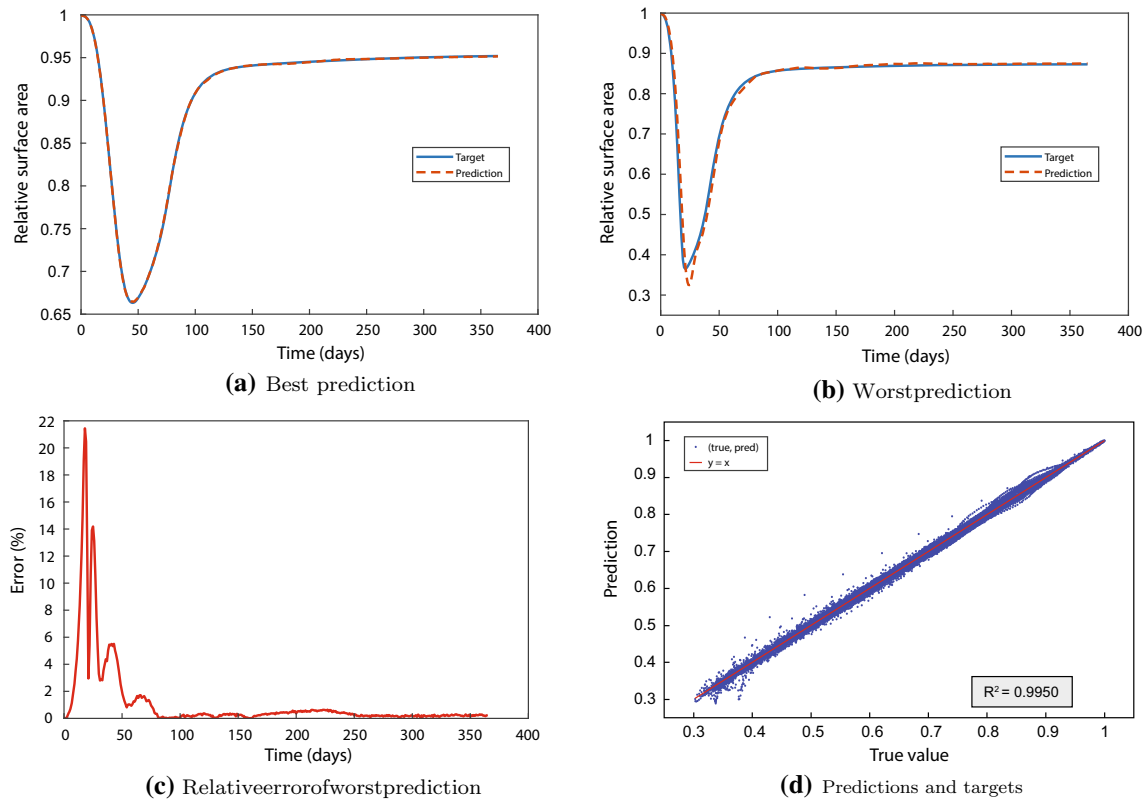 1
0.95
0.9
0.85
0.8
0.75
0.7
0.65
Relative surface area
Target
Prediction
0 50 100 150 200 250 300 350 400
Time (days)
(a) Best prediction
1
0.9
0.8
0.7
0.6
0.5
0.4
0.3
Relative surface area
Target
Prediction
0 50 100 150 200 250 300 350 400
Time (days)
(b) Worstprediction
22
20
18
16
14
12
10
8
6
4
2
0
Error (%)
0 50 100 150 200 250 300 350 400
Time (days)
(c) Relativeerrorofworstprediction
1
0.9
0.8
0.7
0.6
0.5
0.4
0.3
Prediction
(true, pred)
y = x
R² = 0.9950
0.3 0.4 0.5 0.6 0.7 0.8 0.9 1
True value
(d) Predictions and targets